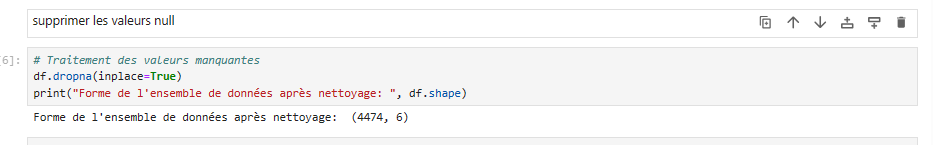 supprimer les valeurs null
[6]:
# Traitement des valeurs manquantes
df.dropna(inplace=True)
print("Forme de l'ensemble de données après nettoyage: ", df.shape)
Forme de l'ensemble de données après nettoyage:  (4474, 6)